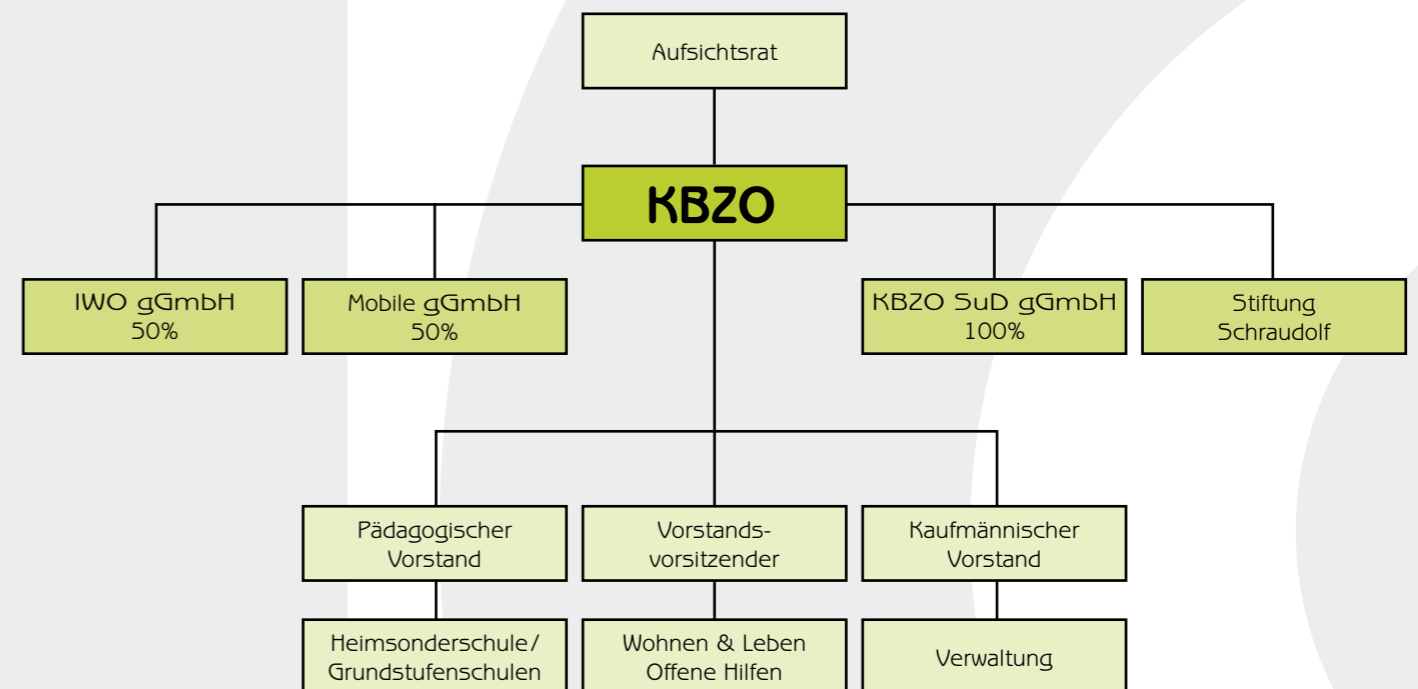 Aufsichtsrat
KBZO
IWO gGmbH
50%
Mobile gGmbH
50%
KBZO SuD gGmbH
100%
Stiftung
Schraudolf
Pädagogischer
Vorstand
Vorstands-
vorsitzender
Kaufmännischer
Vorstand
Heimsonderschule/
Grundstufenschulen
Wohnen & Leben
Offene Hilfen
Verwaltung